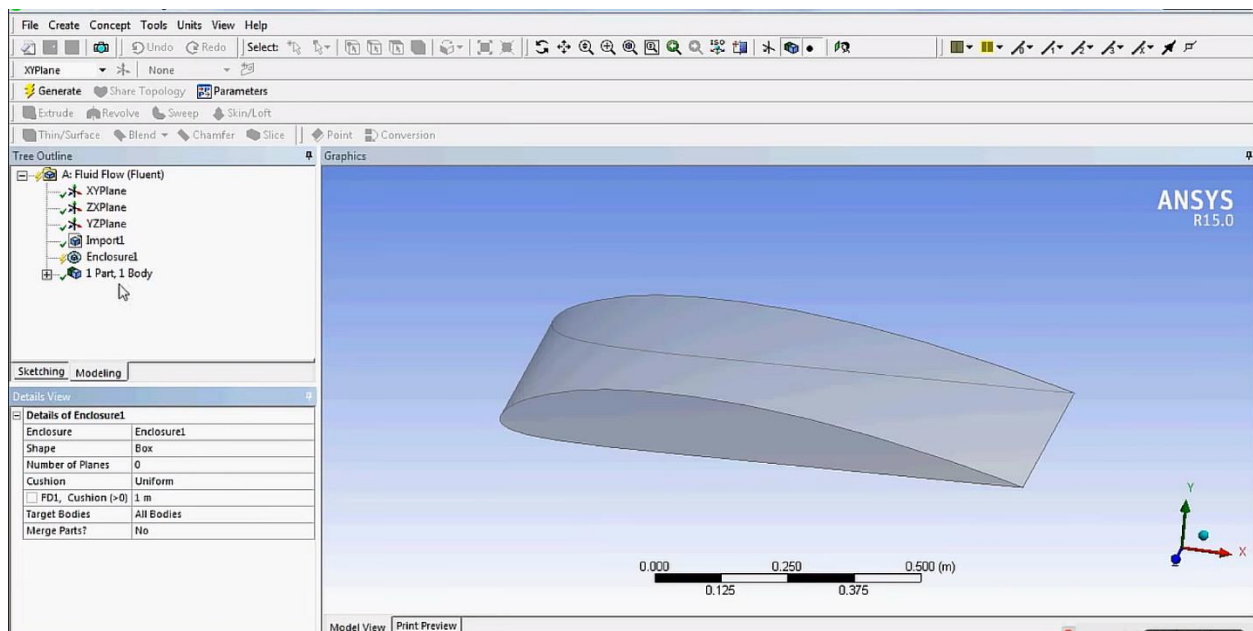 File Create Concept Tools Units View Help
Undo Redo Select: ISO
XYPlane None
Generate Share Topology Parameters
Extrude Revolve Sweep Skin/Loft
Thin/Surface Blend Chamfer Slice Point Conversion
Tree Outline
A: Fluid Flow (Fluent)
XYPlane
ZXPlane
YZPlane
Import1
Enclosure1
1 Part, 1 Body
Sketching Modeling
Details View
Details of Enclosure1
Enclosure Enclosure1
Shape Box
Number of Planes 0
Cushion Uniform
FD1, Cushion (>0) 1 m
Target Bodies All Bodies
Merge Parts? No
Graphics
ANSYS
R15.0
Y
X
0.000 0.250 0.500 (m)
0.125 0.375
Model View Print Preview